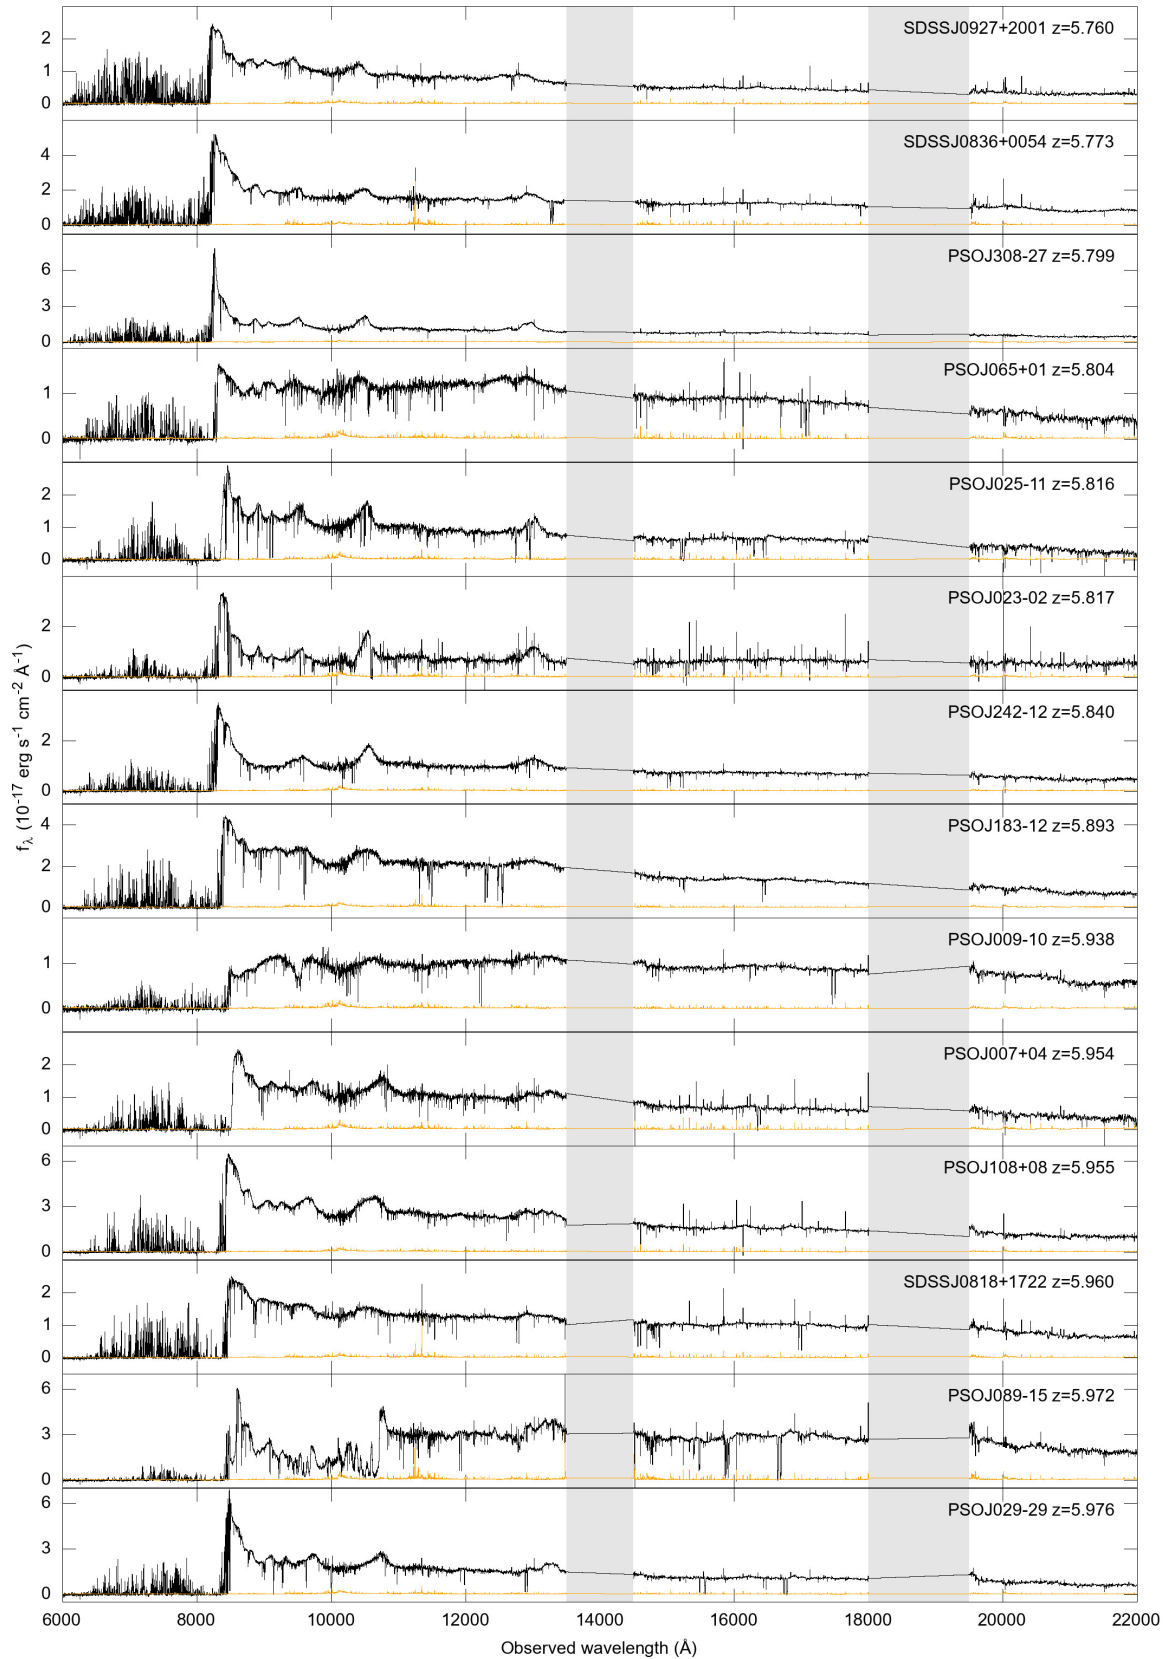 SDSSJ0927+2001 z=5.760
2
1
0
SDSSJ0836+0054 z=5.773
4
2
0
PSOJ308-27 z=5.799
6
3
0
PSOJ065+01 z=5.804
1
0
PSOJ025-11 z=5.816
2
1
0
PSOJ023-02 z=5.817
2
0
PSOJ242-12 z=5.840
2
0
PSOJ183-12 z=5.893
4
2
0
PSOJ009-10 z=5.938
1
0
PSOJ007+04 z=5.954
2
1
0
PSOJ108+08 z=5.955
6
3
0
SDSSJ0818+1722 z=5.960
2
1
0
PSOJ089-15 z=5.972
6
3
0
PSOJ029-29 z=5.976
6
3
0
fλ (10⁻¹⁷ erg s⁻¹ cm⁻² Å⁻¹)
6000 8000 10000 12000 14000 16000 18000 20000 22000
Observed wavelength (Å)